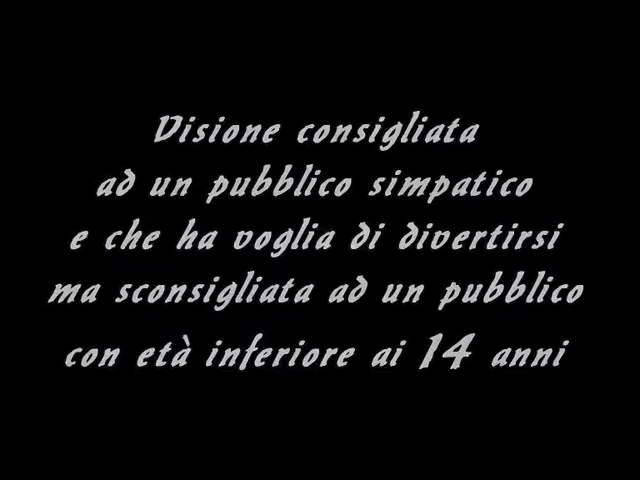 Visione consigliata
ad un pubblico simpatico
e che ha voglia di divertirsi
ma sconsigliata ad un pubblico
con età inferiore ai 14 anni